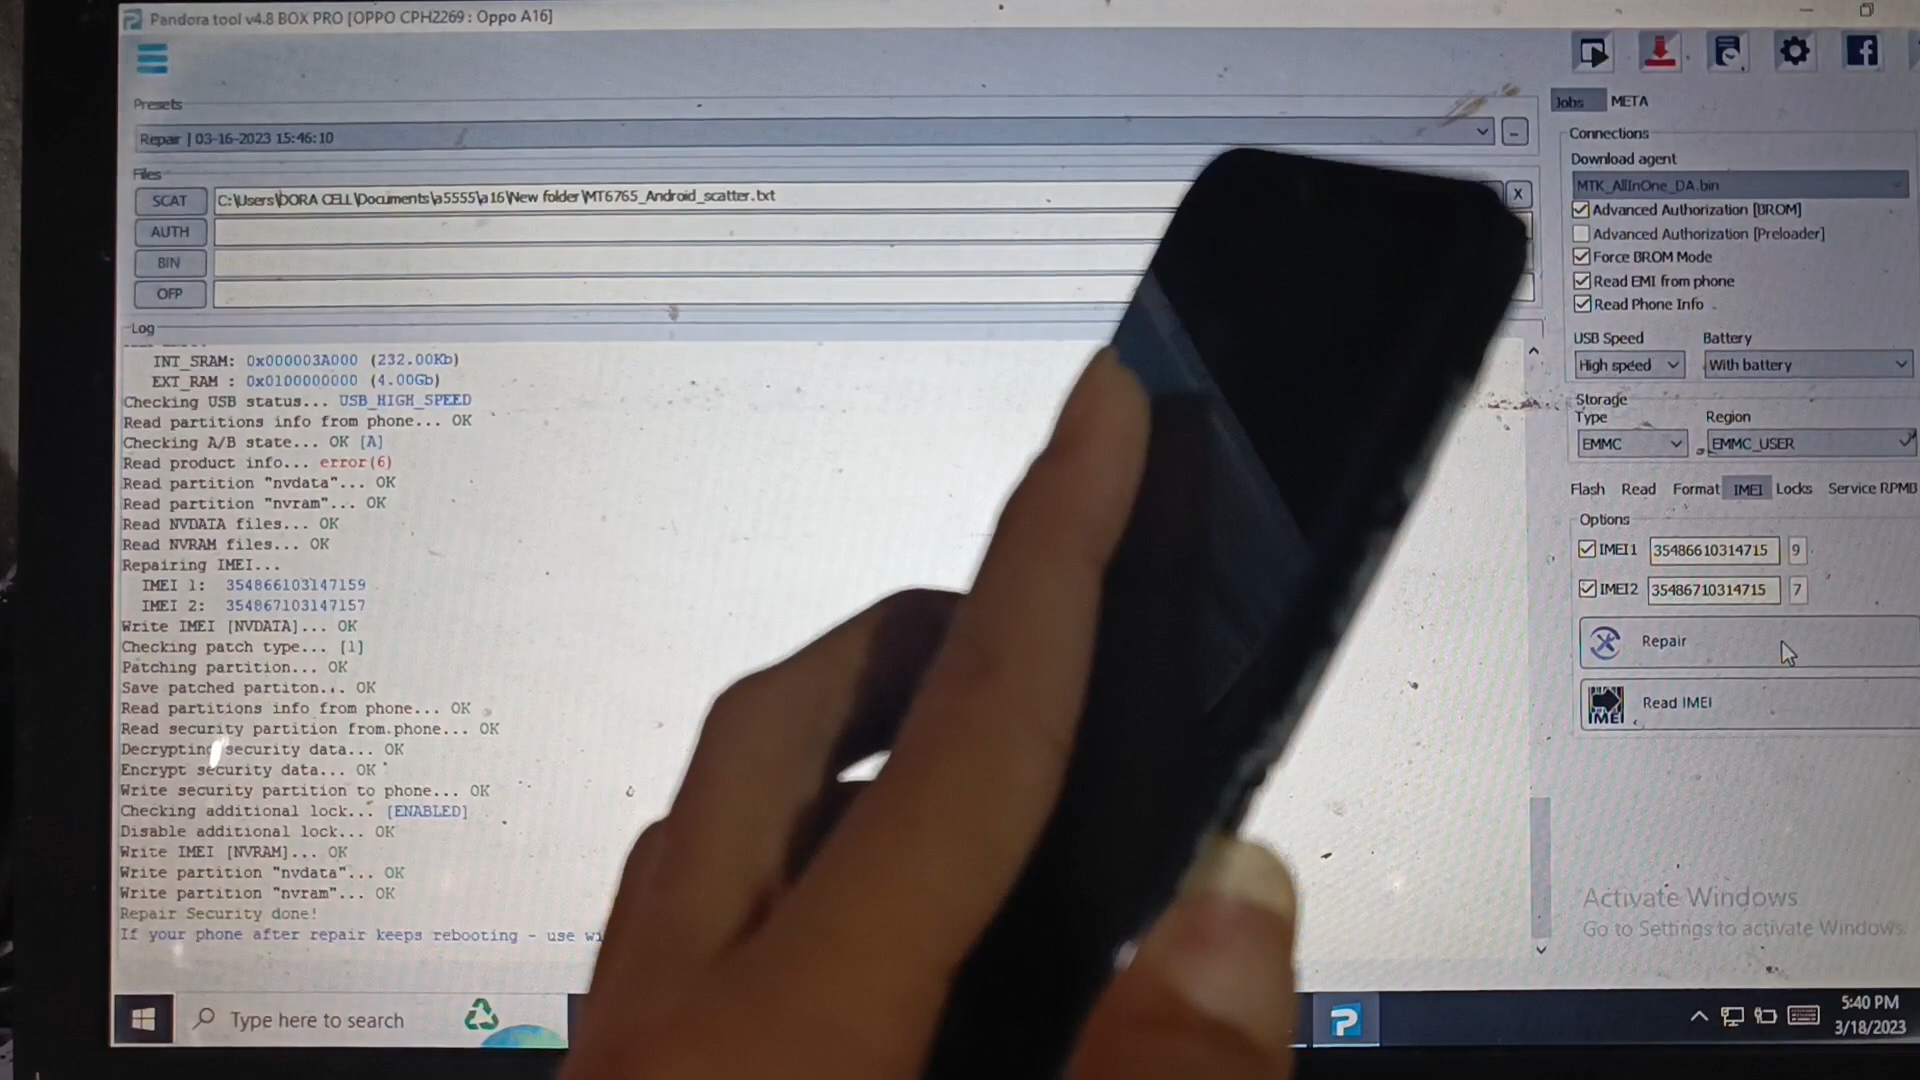 Pandora tool v4.8 BOX PRO [OPPO CPH2269 : Oppo A16]
Presets
Repair | 03-16-2023 15:46:10
Files
SCAT
C:\Users\DORA CELL\Documents\a5555\a16\New folder\MT6765_Android_scatter.txt
X
AUTH
BIN
OFP
Log
INT_SRAM: 0x000003A000 (232.00Kb)
EXT_RAM : 0x0100000000 (4.00Gb)
Checking USB status... USB_HIGH_SPEED
Read partitions info from phone... OK
Checking A/B state... OK [A]
Read product info... error(6)
Read partition "nvdata"... OK
Read partition "nvram"... OK
Read NVDATA files... OK
Read NVRAM files... OK
Repairing IMEI...
IMEI 1: 354866103147159
IMEI 2: 354867103147157
Write IMEI [NVDATA]... OK
Checking patch type... [1]
Patching partition... OK
Save patched partiton... OK
Read partitions info from phone... OK
Read security partition from phone... OK
Decrypting security data... OK
Encrypt security data... OK
Write security partition to phone... OK
Checking additional lock... [ENABLED]
Disable additional lock... OK
Write IMEI [NVRAM]... OK
Write partition "nvdata"... OK
Write partition "nvram"... OK
Repair Security done!
If your phone after repair keeps rebooting - use
Jobs META
Connections
Download agent
MTK_AllInOne_DA.bin
Advanced Authorization [BROM]
Advanced Authorization [Preloader]
Force BROM Mode
Read EMI from phone
Read Phone Info
USB Speed Battery
High speed With battery
Storage
Type Region
EMMC EMMC_USER
Flash Read Format IMEI Locks Service RPMB
Options
IMEI1 35486610314715 9
IMEI2 35486710314715 7
Repair
Read IMEI
IMEI
Activate Windows
Go to Settings to activate Windows.
Type here to search
5:40 PM
3/18/2023